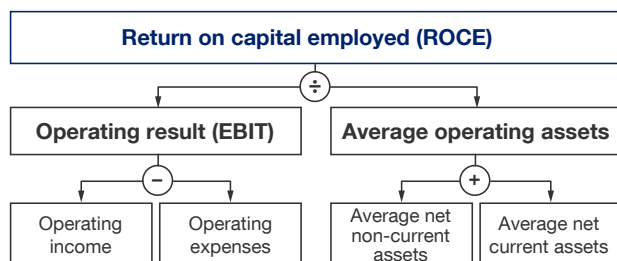 Return on capital employed (ROCE)
÷
Operating result (EBIT)
Average operating assets
−
+
Operating
income
Operating
expenses
Average net
non-current
assets
Average net
current assets